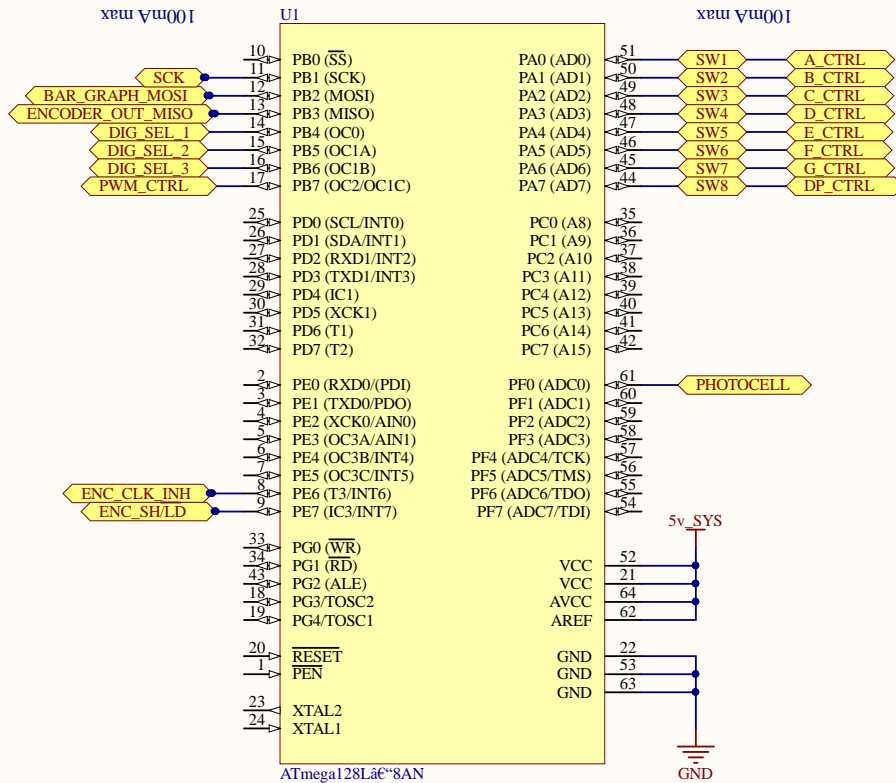 100mA max 100mA max
U1
10 PB0 (SS) PA0 (AD0) 51 SW1 A_CTRL
SCK 11 PB1 (SCK) PA1 (AD1) 50 SW2 B_CTRL
BAR_GRAPH_MOSI 12 PB2 (MOSI) PA2 (AD2) 49 SW3 C_CTRL
ENCODER_OUT_MISO 13 PB3 (MISO) PA3 (AD3) 48 SW4 D_CTRL
DIG_SEL_1 14 PB4 (OC0) PA4 (AD4) 47 SW5 E_CTRL
DIG_SEL_2 15 PB5 (OC1A) PA5 (AD5) 46 SW6 F_CTRL
DIG_SEL_3 16 PB6 (OC1B) PA6 (AD6) 45 SW7 G_CTRL
PWM_CTRL 17 PB7 (OC2/OC1C) PA7 (AD7) 44 SW8 DP_CTRL
25 PD0 (SCL/INT0) PC0 (A8) 35
26 PD1 (SDA/INT1) PC1 (A9) 36
27 PD2 (RXD1/INT2) PC2 (A10 37
28 PD3 (TXD1/INT3) PC3 (A11) 38
29 PD4 (IC1) PC4 (A12) 39
30 PD5 (XCK1) PC5 (A13) 40
31 PD6 (T1) PC6 (A14) 41
32 PD7 (T2) PC7 (A15) 42
2 PE0 (RXD0/(PDI) PF0 (ADC0) 61 PHOTOCELL
3 PE1 (TXD0/PDO) PF1 (ADC1) 60
4 PE2 (XCK0/AIN0) PF2 (ADC2) 59
5 PE3 (OC3A/AIN1) PF3 (ADC3) 58
6 PE4 (OC3B/INT4) PF4 (ADC4/TCK) 57
7 PE5 (OC3C/INT5) PF5 (ADC5/TMS) 56
ENC_CLK_INH 8 PE6 (T3/INT6) PF6 (ADC6/TDO) 55
ENC_SH/LD 9 PE7 (IC3/INT7) PF7 (ADC7/TDI) 54
5v_SYS
33 PG0 (WR)
34 PG1 (RD) VCC 52
43 PG2 (ALE) VCC 21
18 PG3/TOSC2 AVCC 64
19 PG4/TOSC1 AREF 62
20 RESET GND 22
1 PEN GND 53
GND 63
23 XTAL2
24 XTAL1
ATmega128Lâ€“8AN GND